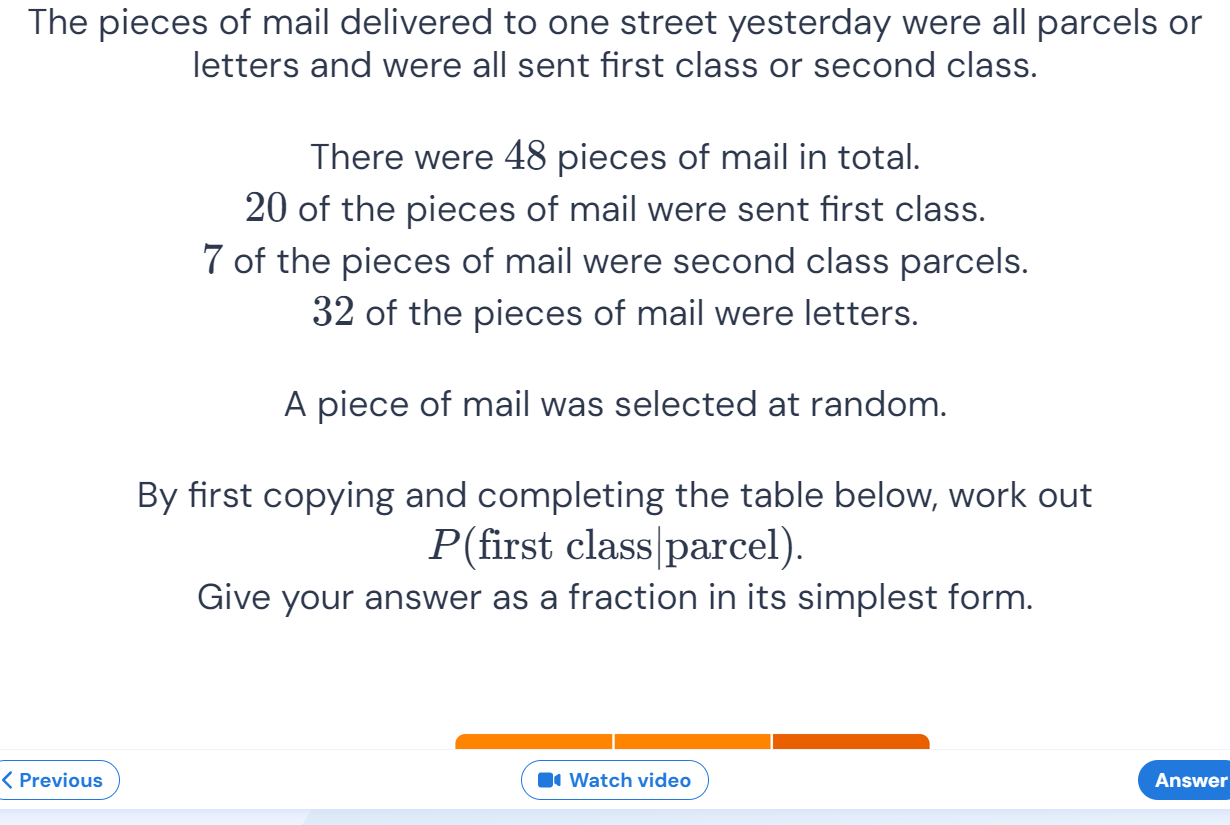 The pieces of mail delivered to one street yesterday were all parcels or
letters and were all sent first class or second class.
There were 48 pieces of mail in total.
20 of the pieces of mail were sent first class.
7 of the pieces of mail were second class parcels.
32 of the pieces of mail were letters.
A piece of mail was selected at random.
By first copying and completing the table below, work out
P(first class|parcel).
Give your answer as a fraction in its simplest form.
< Previous
Watch video
Answer